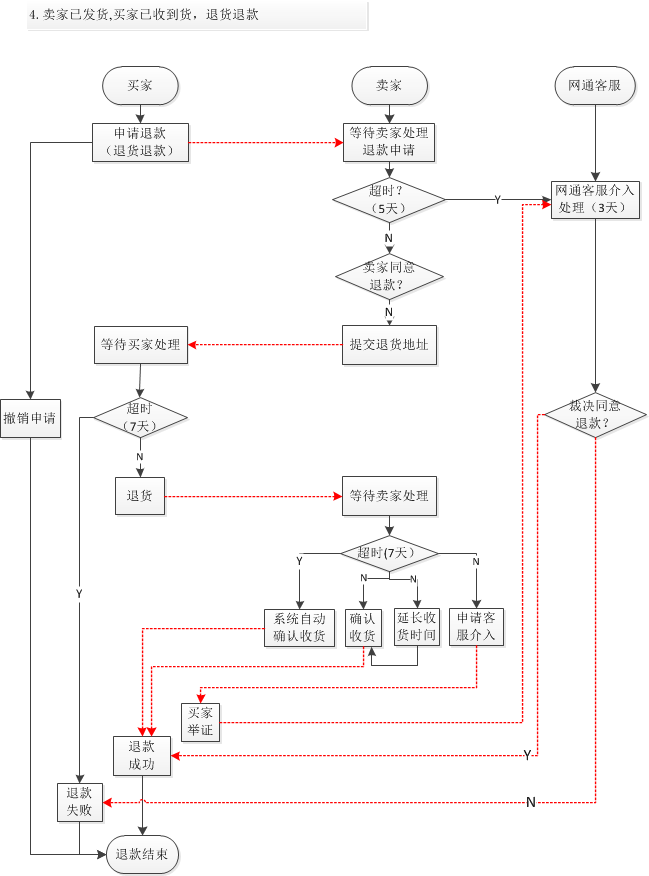 4. 卖家已发货,买家已收到货，退货退款
买家
卖家
网通客服
申请退款
（退货退款）
等待卖家处理
退款申请
超时？
（5天）
Y
网通客服介入
处理（3天）
N
卖家同意
退款？
N
等待买家处理
提交退货地址
撤销申请
超时
（7天）
裁决同意
退款？
N
退货
等待卖家处理
超时(7天）
Y
N
N
N
Y
系统自动
确认收货
确认
收货
延长收
货时间
申请客
服介入
买家
举证
退款
成功
Y
退款
失败
N
退款结束